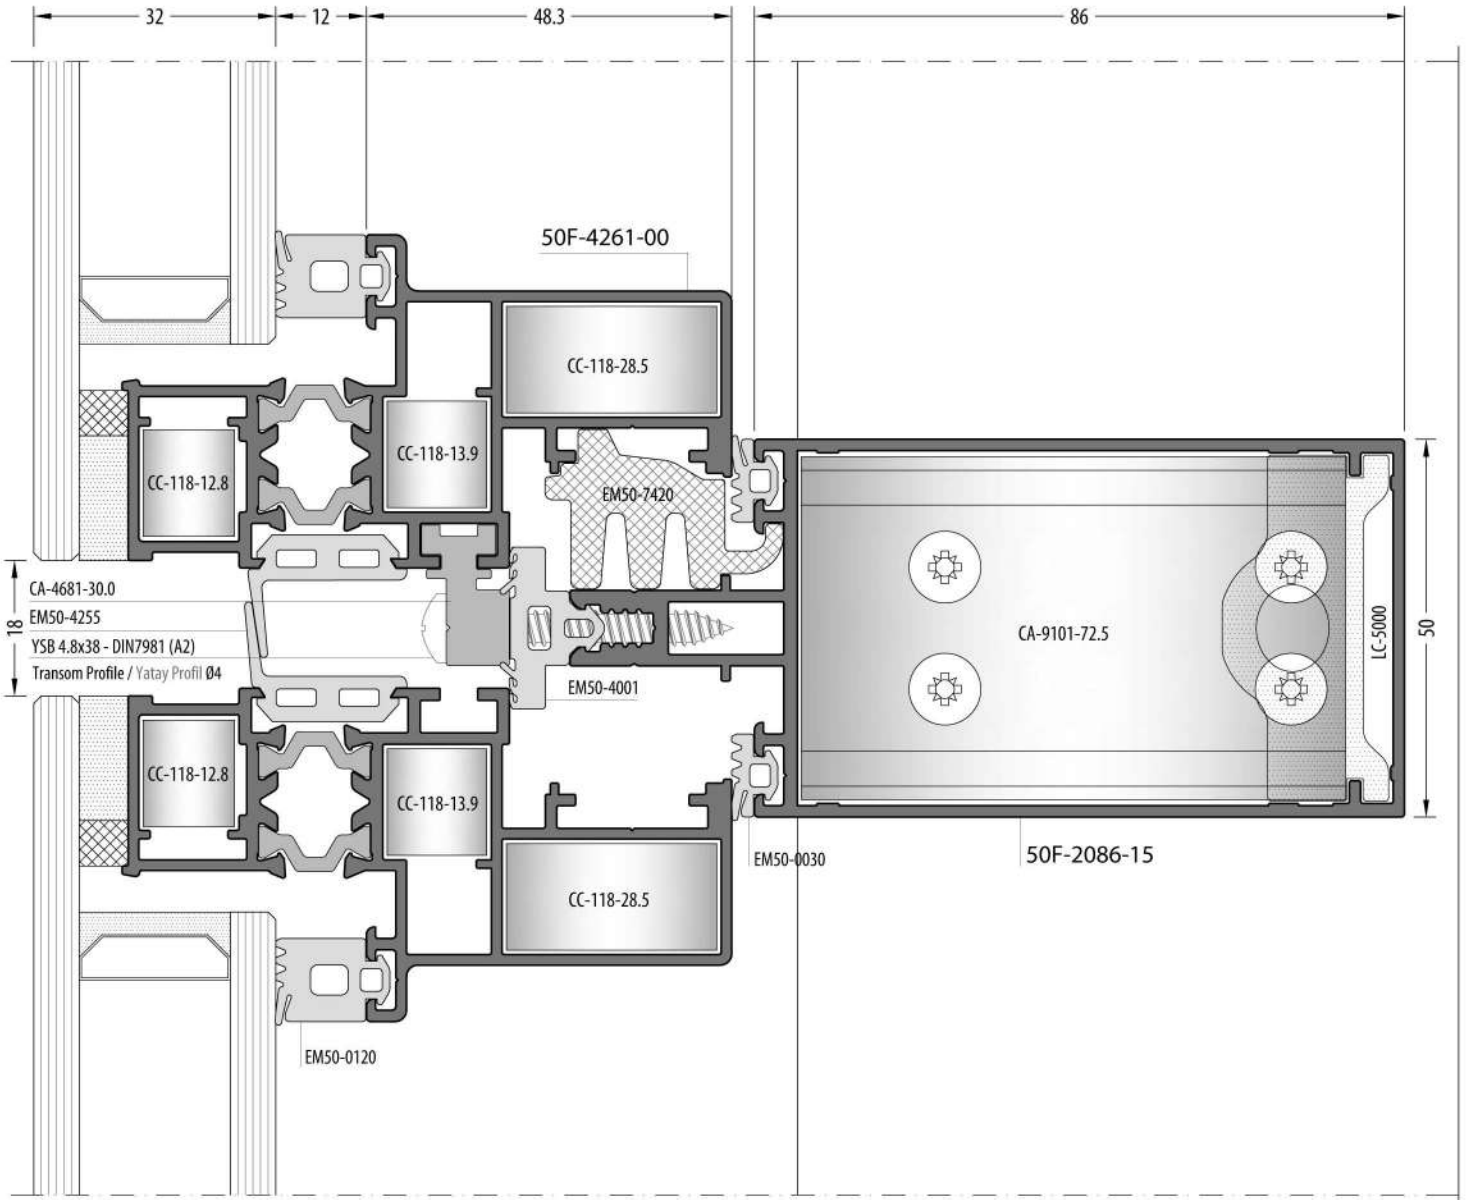 32
12
48.3
86
50F-4261-00
CC-118-28.5
CC-118-13.9
CC-118-12.8
EM50-7420
CA-4681-30.0
EM50-4255
YSB 4.8x38 - DIN7981 (A2)
Transom Profile / Yatay Profil Ø4
18
EM50-4001
CA-9101-72.5
LC-5000
50
CC-118-12.8
CC-118-13.9
EM50-0030
50F-2086-15
CC-118-28.5
EM50-0120